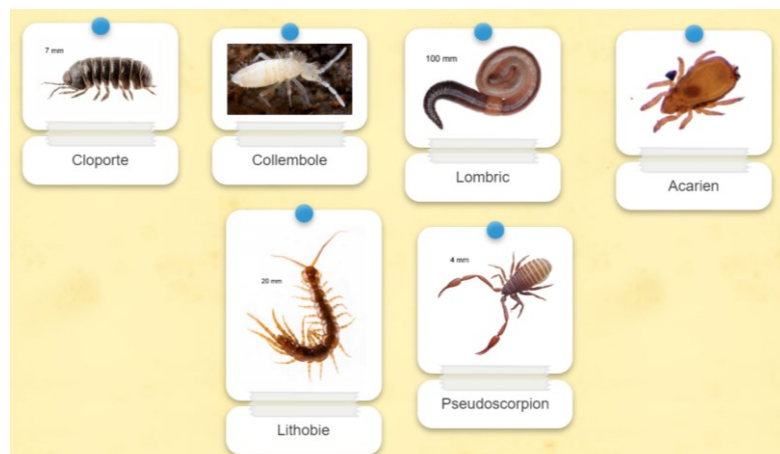 7 mm
Cloporte
Collembole
100 mm
Lombric
Acarien
20 mm
Lithobie
4 mm
Pseudoscorpion